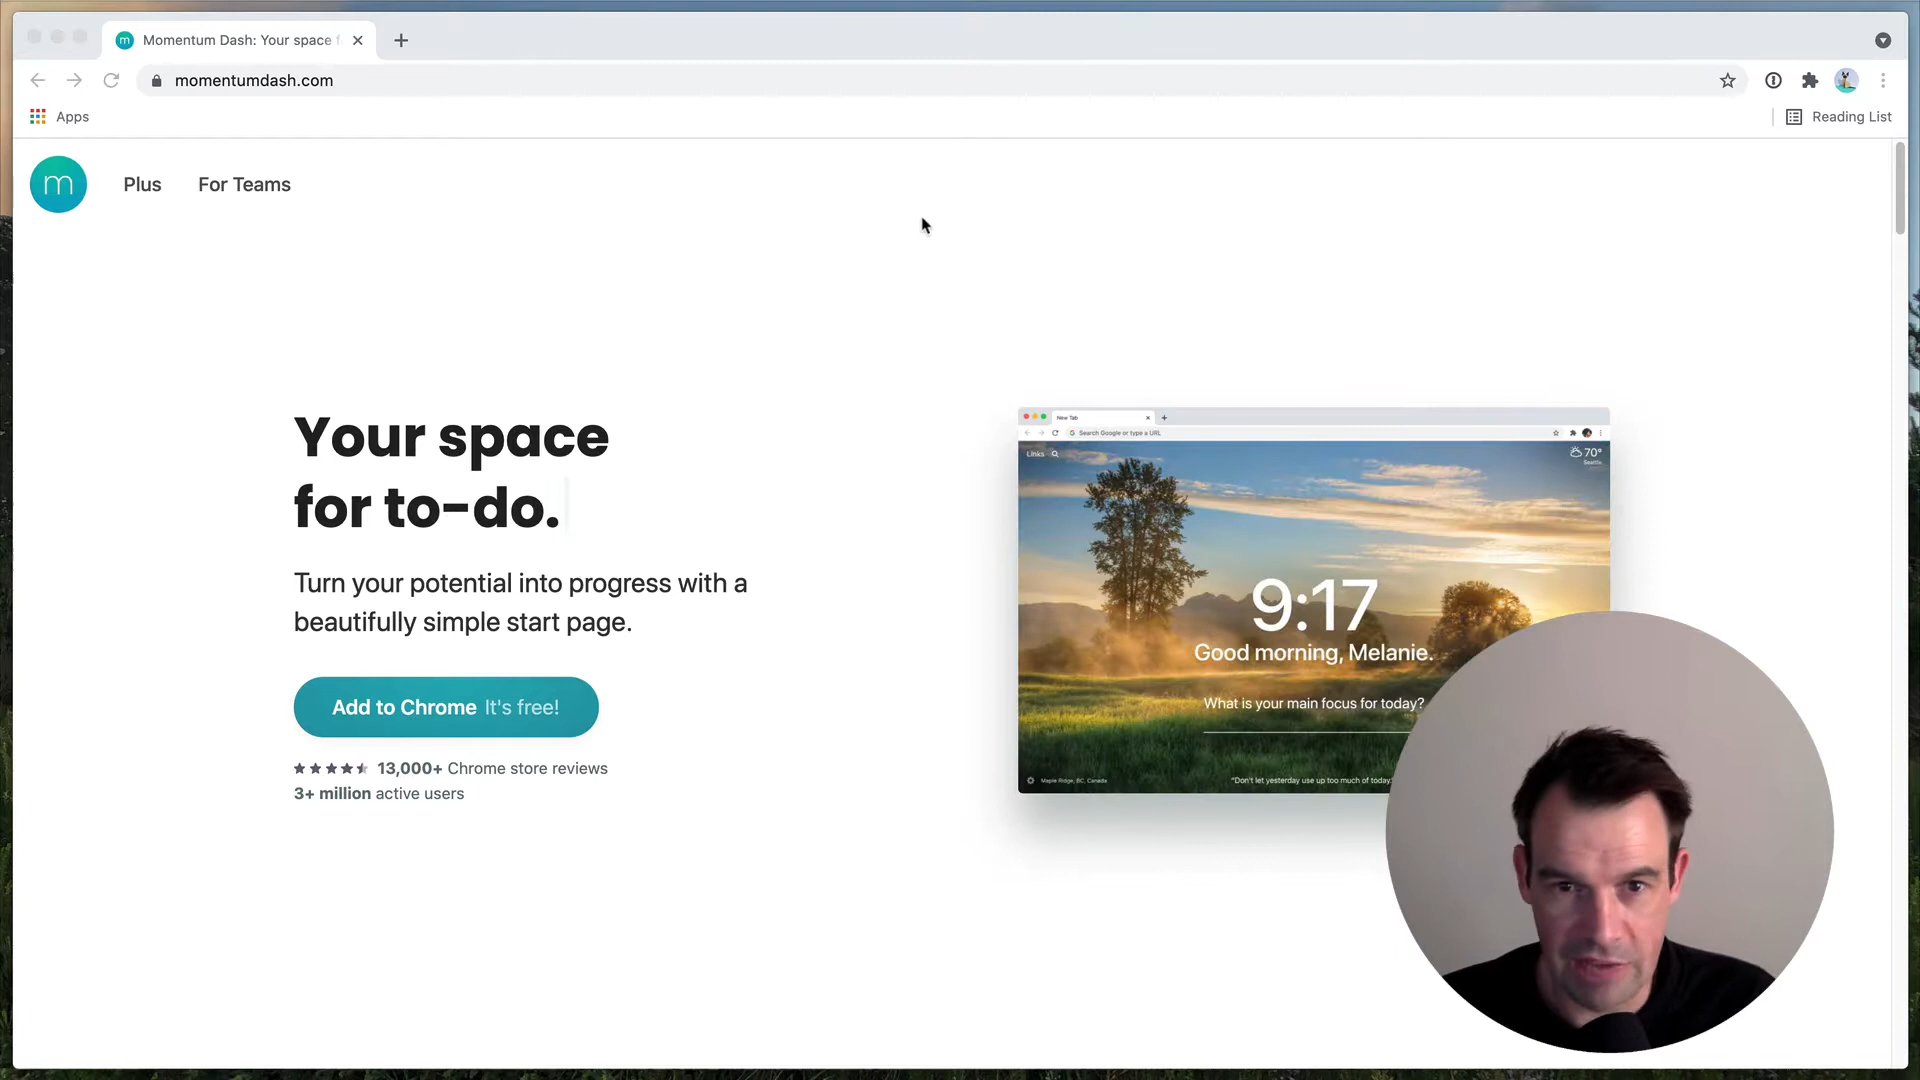 Momentum Dash: Your space f
momentumdash.com
Apps
Reading List
m
Plus
For Teams
Your space
for to-do.
Turn your potential into progress with a
beautifully simple start page.
Add to Chrome It's free!
13,000+ Chrome store reviews
3+ million active users
New Tab
Search Google or type a URL
Links
70°
Seattle
9:17
Good morning, Melanie.
What is your main focus for today?
Maple Ridge, BC, Canada
"Don't let yesterday use up too much of today.